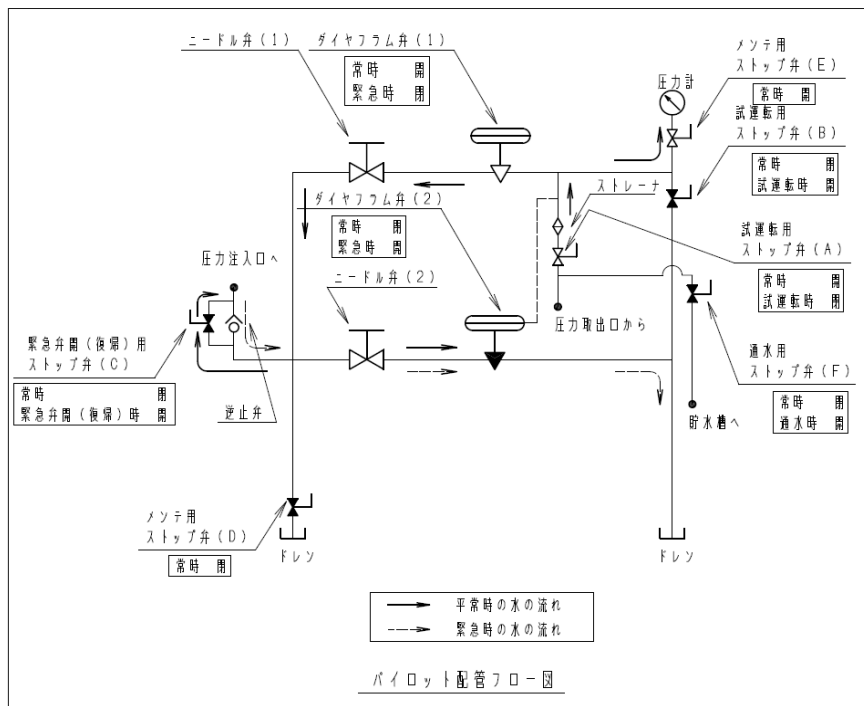 ニードル弁(1)
ダイヤフラム弁(1)
常時 開
緊急時 閉
圧力計
メンテ用
ストップ弁(E)
常時 開
試運転用
ストップ弁(B)
常時 閉
試運転時 開
ストレーナ
ダイヤフラム弁(2)
常時 閉
緊急時 開
試運転用
ストップ弁(A)
常時 開
試運転時 閉
圧力注入口へ
ニードル弁(2)
圧力取出口から
緊急弁開(復帰)用
ストップ弁(C)
常時 閉
緊急弁開(復帰)時 開
逆止弁
通水用
ストップ弁(F)
常時 閉
通水時 開
貯水槽へ
メンテ用
ストップ弁(D)
常時 閉
ドレン
ドレン
平常時の水の流れ
緊急時の水の流れ
パイロット配管フロー図